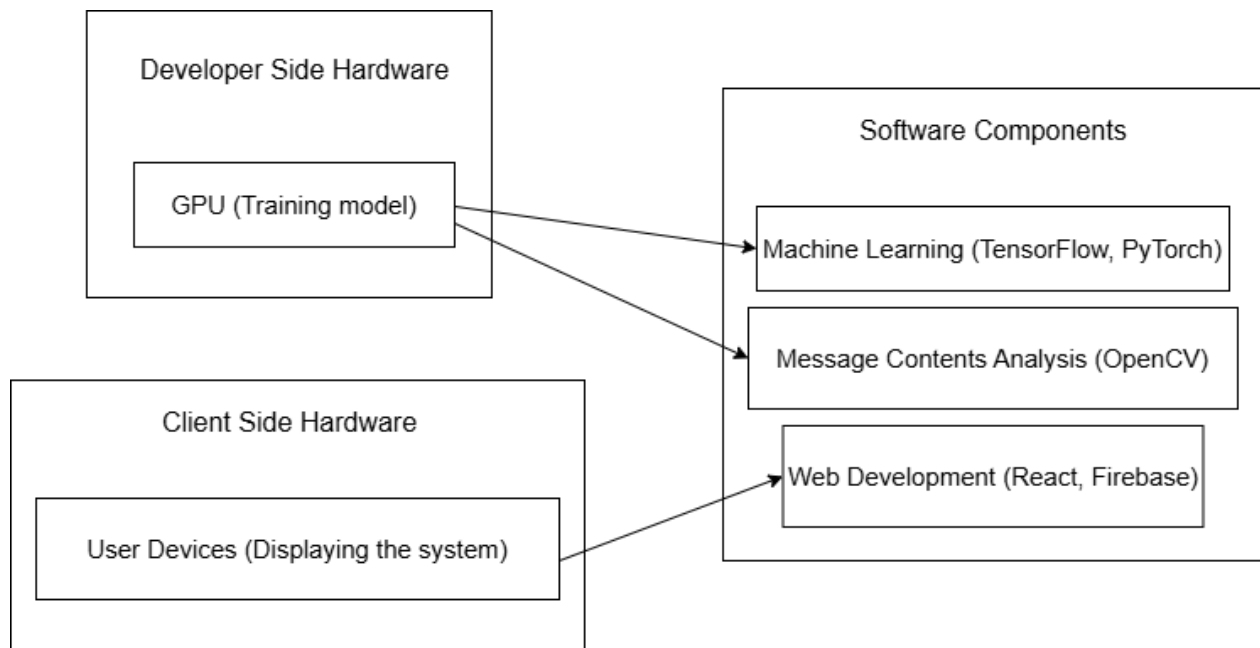 Developer Side Hardware
GPU (Training model)
Software Components
Machine Learning (TensorFlow, PyTorch)
Message Contents Analysis (OpenCV)
Web Development (React, Firebase)
Client Side Hardware
User Devices (Displaying the system)